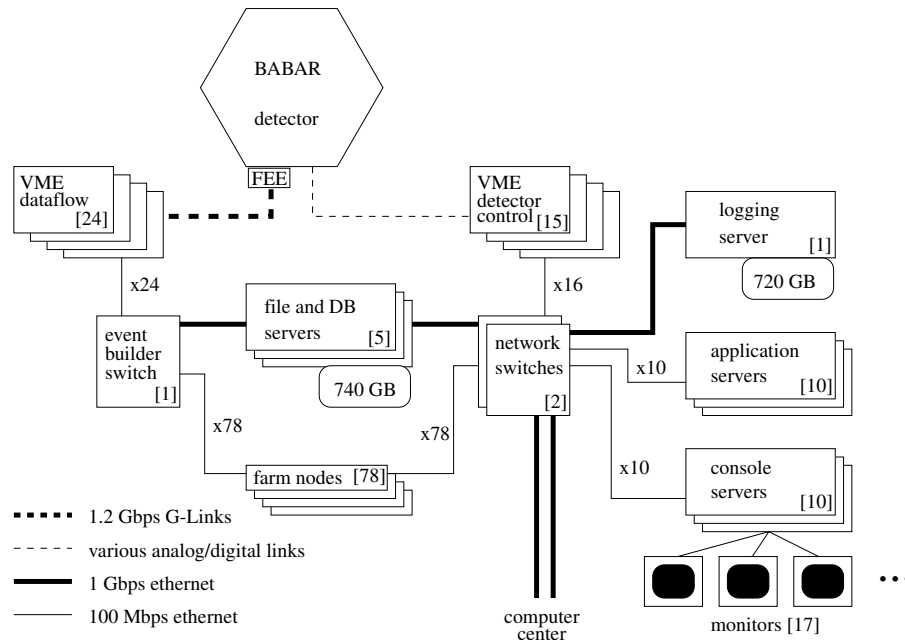 BABAR
detector
FEE
VME
dataflow
[24]
VME
detector
control
[15]
logging
server
[1]
720 GB
x24
x16
event
builder
switch
[1]
file and DB
servers
[5]
740 GB
network
switches
[2]
x10
application
servers
[10]
x78
x78
x10
farm nodes [78]
console
servers
[10]
1.2 Gbps G-Links
various analog/digital links
1 Gbps ethernet
100 Mbps ethernet
computer
center
monitors [17]
...